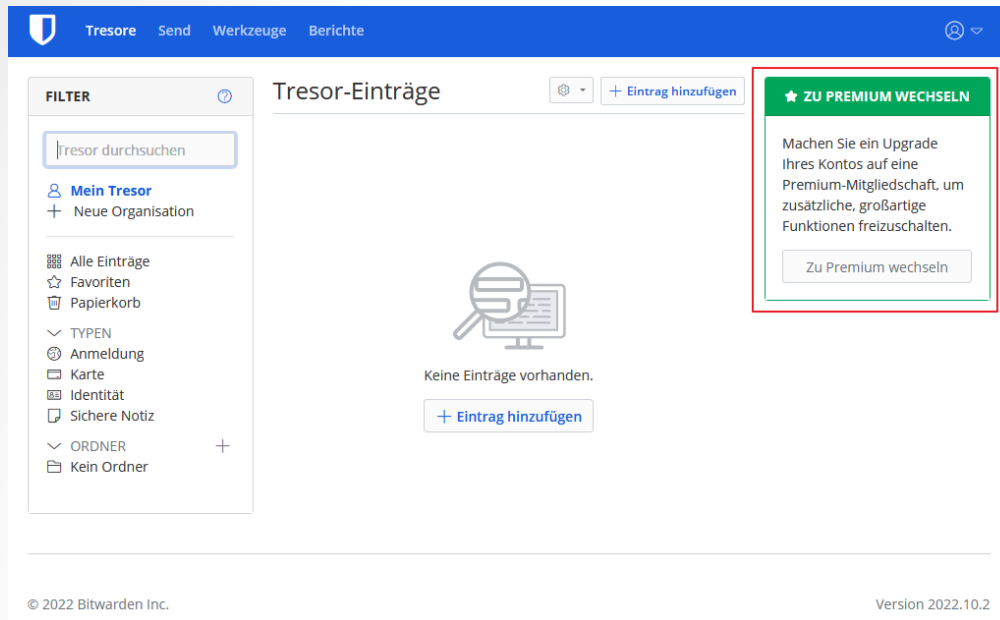 Tresore Send Werkzeuge Berichte
FILTER
Tresor durchsuchen
Mein Tresor
Neue Organisation
Alle Einträge
Favoriten
Papierkorb
TYPEN
Anmeldung
Karte
Identität
Sichere Notiz
ORDNER
Kein Ordner
Tresor-Einträge
Eintrag hinzufügen
Keine Einträge vorhanden.
Eintrag hinzufügen
ZU PREMIUM WECHSELN
Machen Sie ein Upgrade
Ihres Kontos auf eine
Premium-Mitgliedschaft, um
zusätzliche, großartige
Funktionen freizuschalten.
Zu Premium wechseln
© 2022 Bitwarden Inc.
Version 2022.10.2